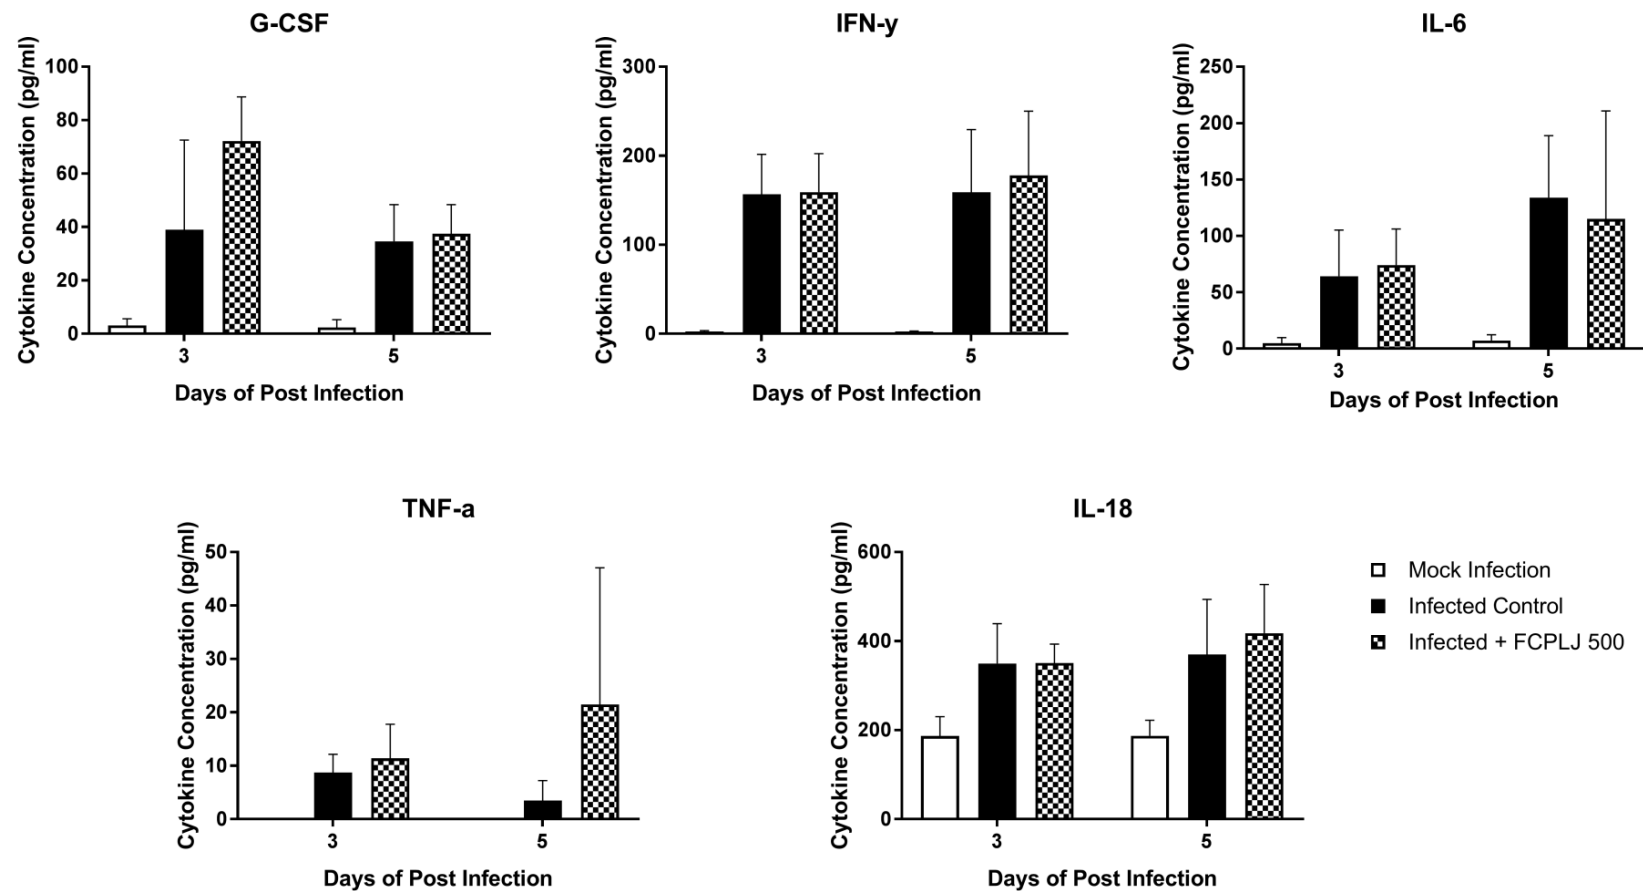 G-CSF
Cytokine Concentration (pg/ml)
100
80
60
40
20
0
3
5
Days of Post Infection
IFN-y
Cytokine Concentration (pg/ml)
300
200
100
0
3
5
Days of Post Infection
IL-6
Cytokine Concentration (pg/ml)
250
200
150
100
50
0
3
5
Days of Post Infection
TNF-a
Cytokine Concentration (pg/ml)
50
40
30
20
10
0
3
5
Days of Post Infection
IL-18
Cytokine Concentration (pg/ml)
600
400
200
0
3
5
Days of Post Infection
Mock Infection
Infected Control
Infected + FCPLJ 500